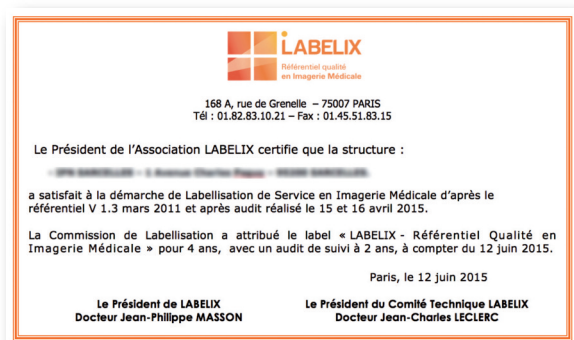 LABELIX
Référentiel qualité
en Imagerie Médicale
168 A, rue de Grenelle – 75007 PARIS
Tél : 01.82.83.10.21 – Fax : 01.45.51.83.15
Le Président de l'Association LABELIX certifie que la structure :
a satisfait à la démarche de Labellisation de Service en Imagerie Médicale d'après le
référentiel V 1.3 mars 2011 et après audit réalisé le 15 et 16 avril 2015.
La Commission de Labellisation a attribué le label « LABELIX - Référentiel Qualité en
Imagerie Médicale » pour 4 ans, avec un audit de suivi à 2 ans, à compter du 12 juin 2015.
Paris, le 12 juin 2015
Le Président de LABELIX
Docteur Jean-Philippe MASSON
Le Président du Comité Technique LABELIX
Docteur Jean-Charles LECLERC